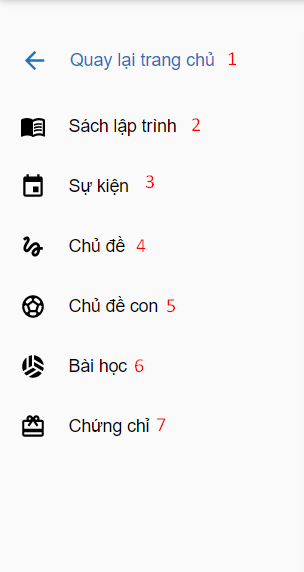 Quay lại trang chủ 1
Sách lập trình 2
Sự kiện 3
Chủ đề 4
Chủ đề con 5
Bài học 6
Chứng chỉ 7